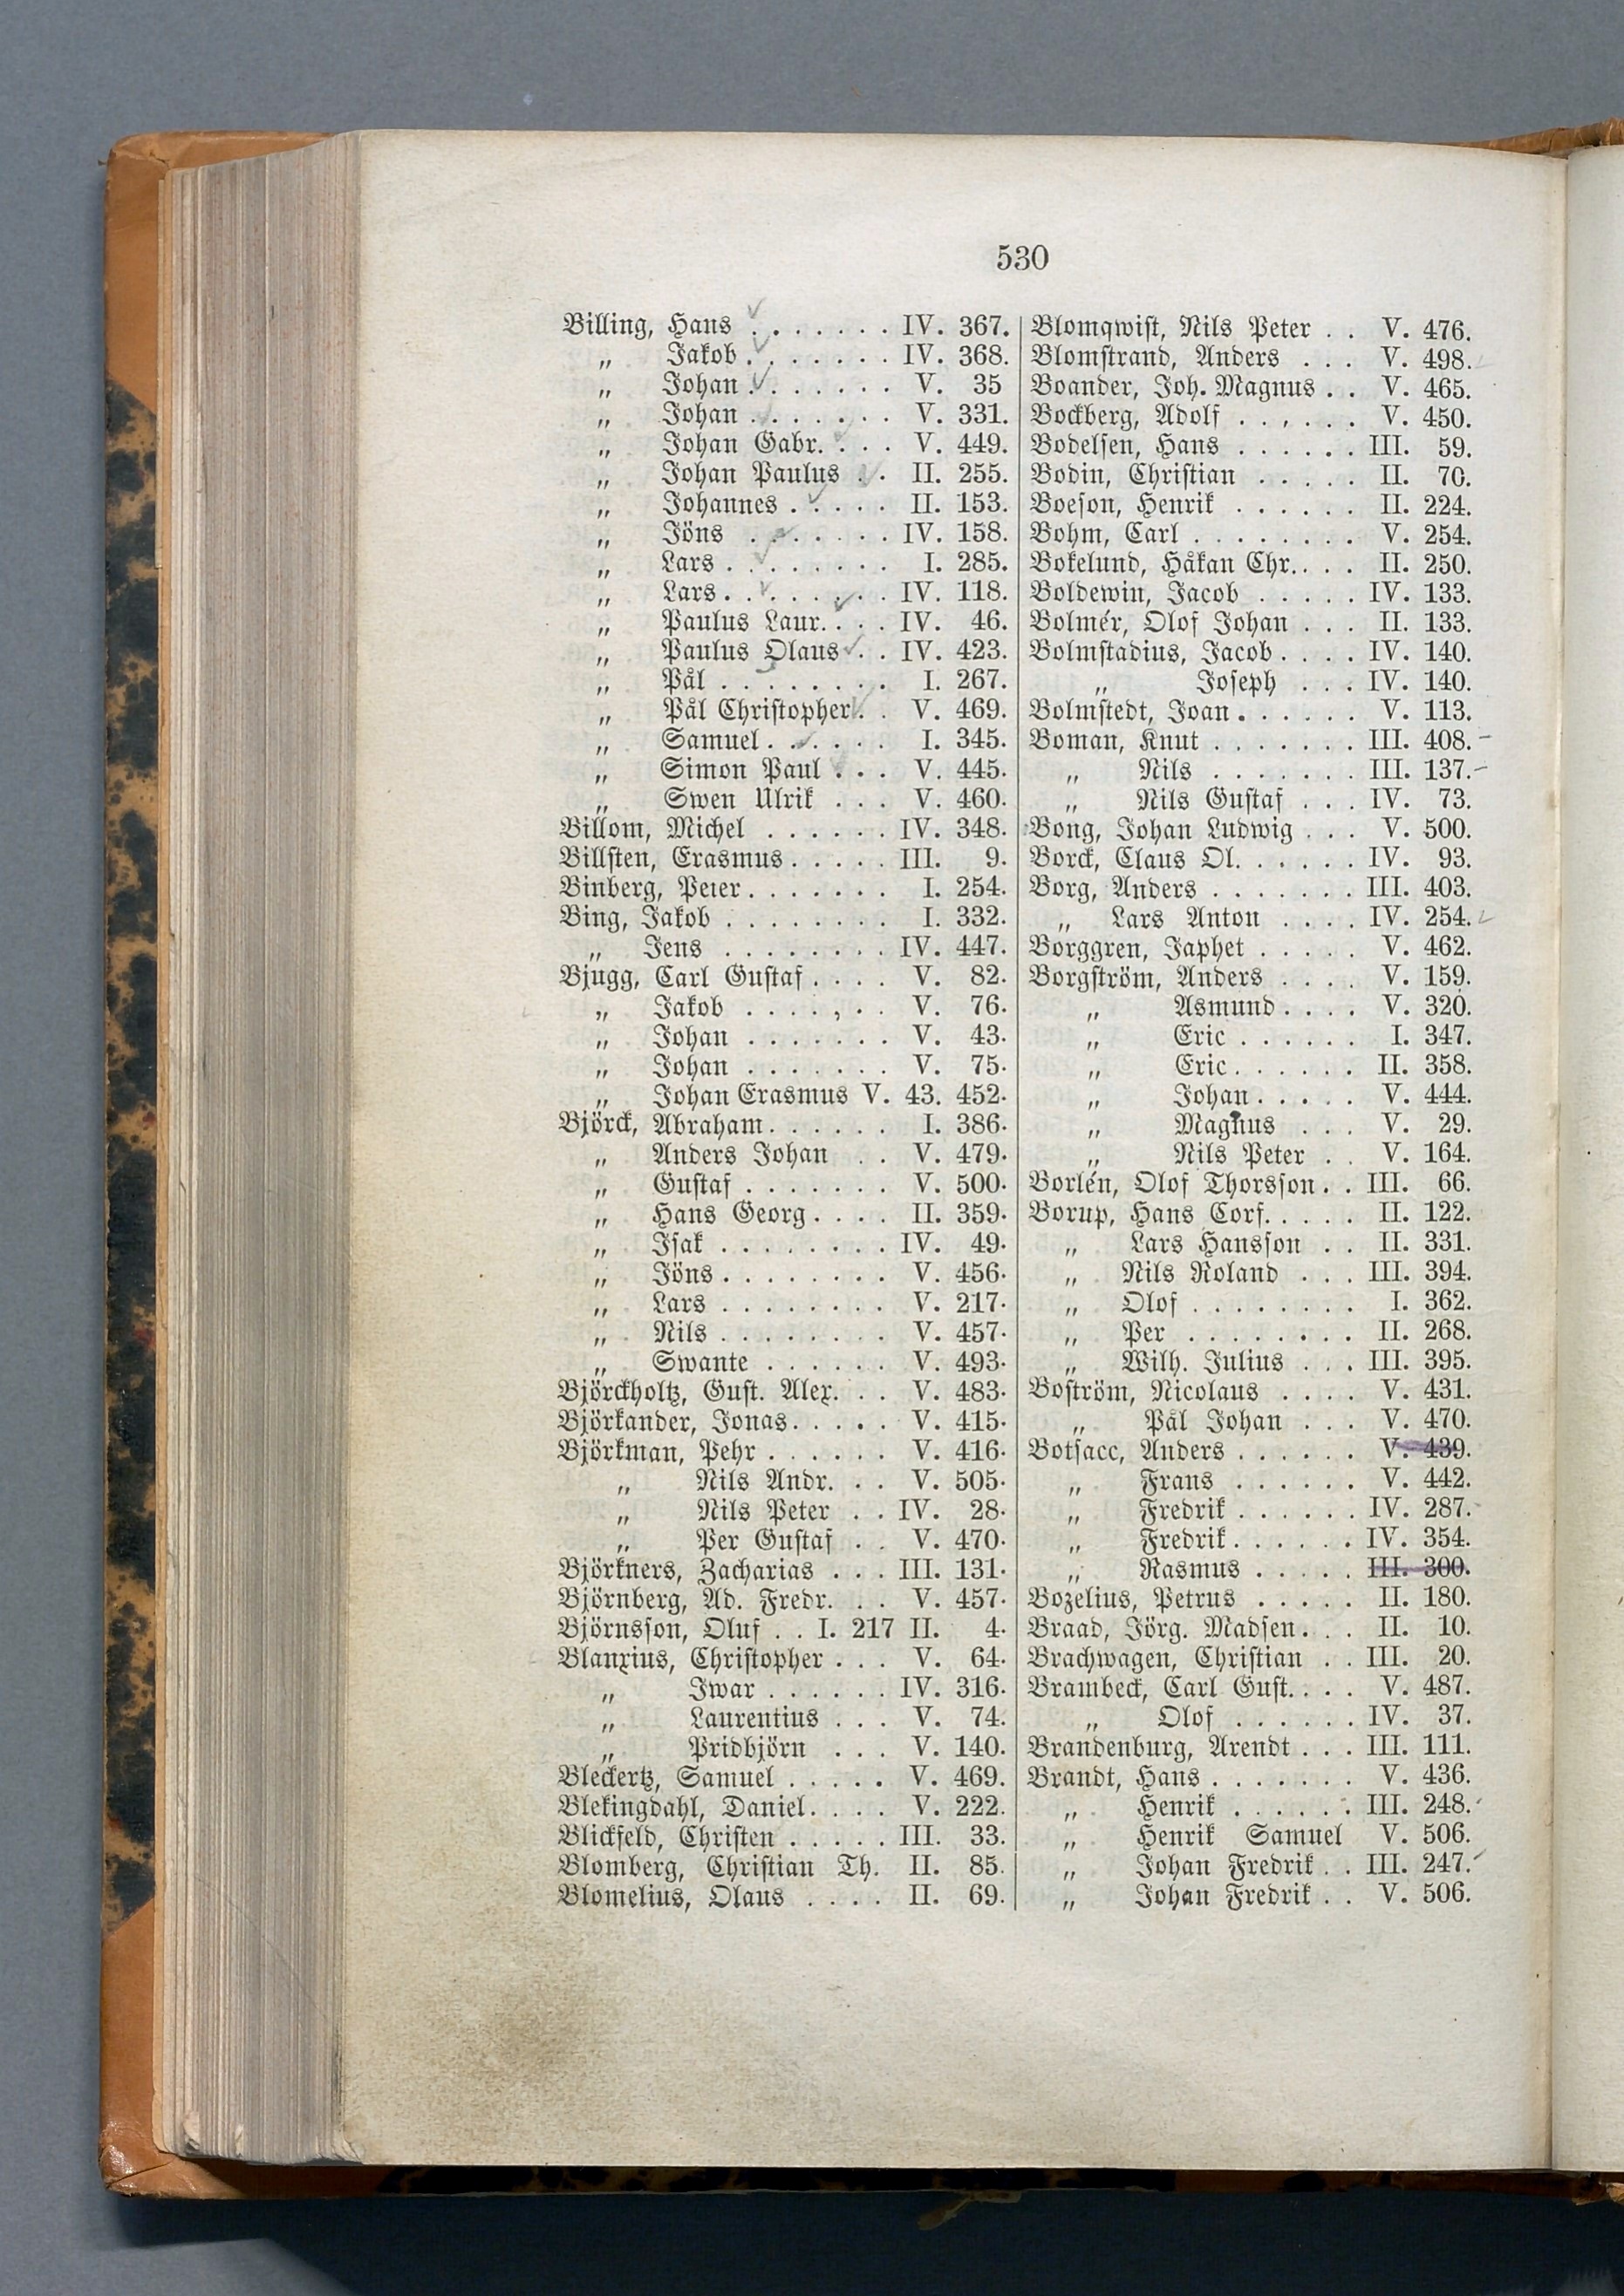 530
Billing, Hans . . . . . . . IV. 367.
„ Jakob . . . . . . . IV. 368.
„ Johan . . . . . . . V. 35
„ Johan . . . . . . . V. 331.
„ Johan Gabr. . . . V. 449.
„ Johan Paulus . . II. 255.
„ Johannes . . . . . II. 153.
„ Jöns . . . . . . . IV. 158.
„ Lars . . . . . . . . I. 285.
„ Lars . . . . . . . . IV. 118.
„ Paulus Laur. . . . IV. 46.
„ Paulus Olaus . . IV. 423.
„ Pål . . . . . . . . I. 267.
„ Pål Christopher . . V. 469.
„ Samuel . . . . . . I. 345.
„ Simon Paul . . . V. 445.
„ Swen Ulrik . . . V. 460.
Billom, Michel . . . . . . IV. 348.
Billsten, Erasmus . . . . . III. 9.
Binberg, Peter . . . . . . . I. 254.
Bing, Jakob . . . . . . . . I. 332.
„ Jens . . . . . . . . IV. 447.
Bjugg, Carl Gustaf . . . . V. 82.
„ Jakob . . . . , . . V. 76.
„ Johan . . . . . . . V. 43.
„ Johan . . . . . . . V. 75.
„ Johan Erasmus V. 43. 452.
Björck, Abraham . . . . . . I. 386.
„ Anders Johan . . V. 479.
„ Gustaf . . . . . . . V. 500.
„ Hans Georg . . . . II. 359.
„ Isak . . . . . . . . IV. 49.
„ Jöns . . . . . . . . V. 456.
„ Lars . . . . . . . . V. 217.
„ Nils . . . . . . . . V. 457.
„ Swante . . . . . . V. 493.
Björckholtz, Gust. Alex. . . V. 483.
Björkander, Jonas . . . . . V. 415.
Björkman, Pehr . . . . . . V. 416.
„ Nils Andr. . . V. 505.
„ Nils Peter . . IV. 28.
„ Per Gustaf . . V. 470.
Björkners, Zacharias . . . III. 131.
Björnberg, Ad. Fredr. . . V. 457.
Björnsson, Oluf . . I. 217 II. 4.
Blanxius, Christopher . . . V. 64.
„ Iwar . . . . . . IV. 316.
„ Laurentius . . . V. 74.
„ Pridbjörn . . . V. 140.
Bleckertz, Samuel . . . . . V. 469.
Blekingdahl, Daniel . . . . V. 222.
Blickfeld, Christen . . . . . III. 33.
Blomberg, Christian Th. II. 85.
Blomelius, Olaus . . . . II. 69.
Blomqwist, Nils Peter . . V. 476.
Blomstrand, Anders . . . V. 498.
Boander, Joh. Magnus . . V. 465.
Bockberg, Adolf . . , . . . V. 450.
Bodelsen, Hans . . . . . . III. 59.
Bodin, Christian . . . . . II. 70.
Boeson, Henrik . . . . . . II. 224.
Bohm, Carl . . . . . . . . V. 254.
Bokelund, Håkan Chr. . . . II. 250.
Boldewin, Jacob . . . . . IV. 133.
Bolmér, Olof Johan . . . II. 133.
Bolmstadius, Jacob . . . . IV. 140.
„ Joseph . . . IV. 140.
Bolmstedt, Joan . . . . . . V. 113.
Boman, Knut . . . . . . . III. 408.
„ Nils . . . . . . . III. 137.
„ Nils Gustaf . . . IV. 73.
Bong, Johan Ludwig . . . V. 500.
Borck, Claus Ol. . . . . . IV. 93.
Borg, Anders . . . . . . . III. 403.
„ Lars Anton . . . . IV. 254.
Borggren, Japhet . . . . . V. 462.
Borgström, Anders . . . . V. 159.
„ Asmund . . . . V. 320.
„ Eric . . . . . . I. 347.
„ Eric . . . . . . II. 358.
„ Johan . . . . . V. 444.
„ Magnus . . . V. 29.
„ Nils Peter . . V. 164.
Borlén, Olof Thorsson . . III. 66.
Borup, Hans Corf. . . . . II. 122.
„ Lars Hansson . . II. 331.
„ Nils Roland . . . III. 394.
„ Olof . . . . . . . . I. 362.
„ Per . . . . . . . . II. 268.
„ Wilh. Julius . . . III. 395.
Boström, Nicolaus . . . . V. 431.
„ Pål Johan . . . V. 470.
Botsacc, Anders . . . . . . V. 439.
„ Frans . . . . . . V. 442.
„ Fredrik . . . . . . IV. 287.
„ Fredrik . . . . . . IV. 354.
„ Rasmus . . . . . III. 300.
Bozelius, Petrus . . . . . II. 180.
Braad, Jörg. Madsen . . . II. 10.
Brachwagen, Christian . . III. 20.
Brambeck, Carl Gust. . . . V. 487.
„ Olof . . . . . . IV. 37.
Brandenburg, Arendt . . . III. 111.
Brandt, Hans . . . . . . . V. 436.
„ Henrik . . . . . . III. 248.
„ Henrik Samuel V. 506.
„ Johan Fredrik . . III. 247.
„ Johan Fredrik . . V. 506.